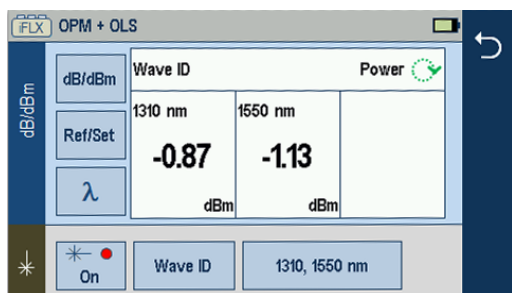 iFLX OPM + OLS
dB/dBm
dB/dBm
Ref/Set
λ
Wave ID Power
1310 nm 1550 nm
-0.87 -1.13
dBm dBm
On
Wave ID
1310, 1550 nm